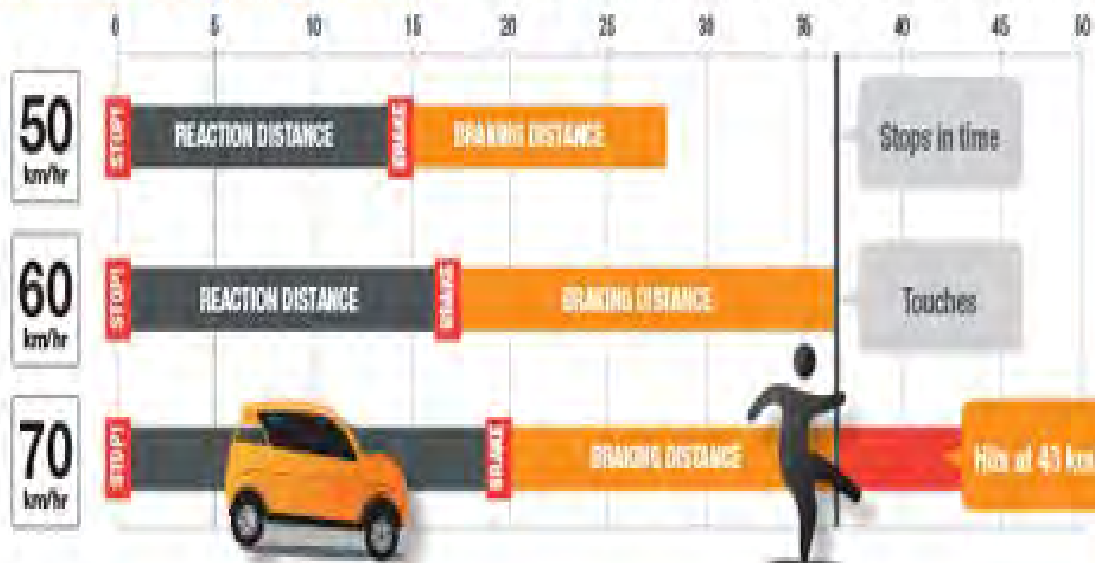 0 5 10 15 20 25 30 35 40 45 50
50
km/hr
STOP!
REACTION DISTANCE
BRAKE
BRAKING DISTANCE
Stops in time
60
km/hr
STOP!
REACTION DISTANCE
BRAKE
BRAKING DISTANCE
Touches
70
km/hr
STOP!
BRAKE
BRAKING DISTANCE
Hits at 43 km